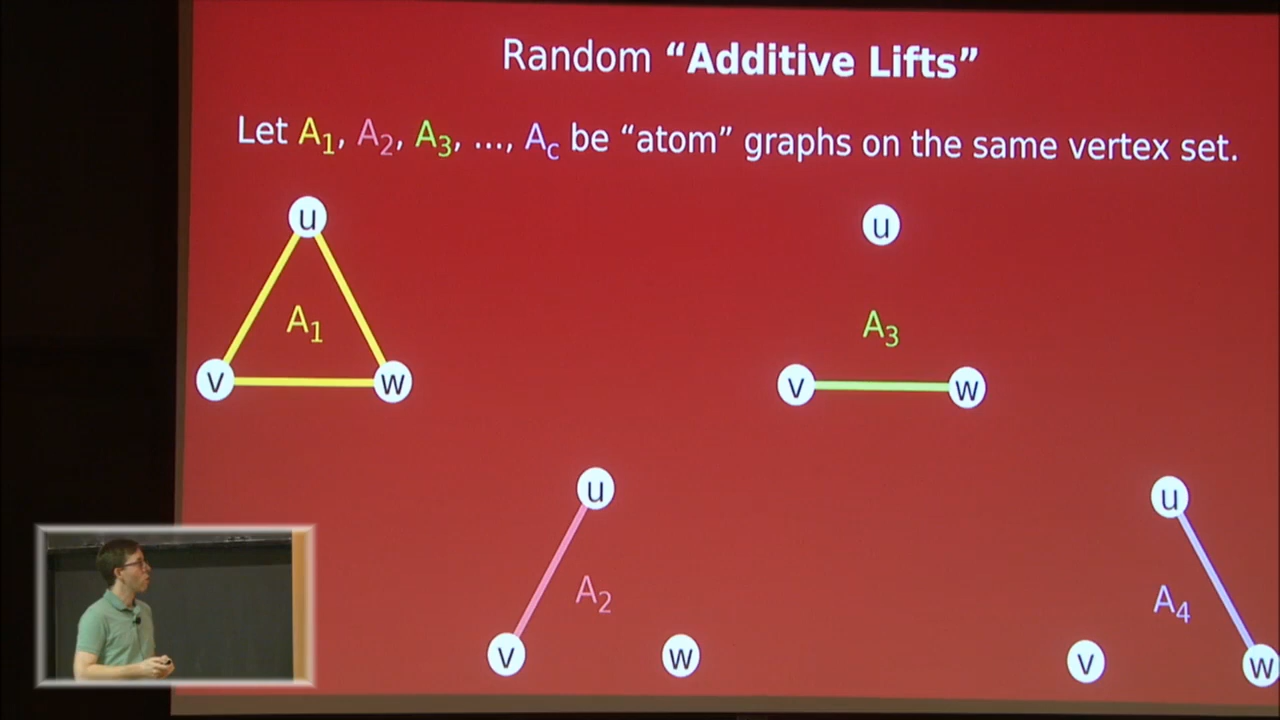 Random “Additive Lifts”
Let A₁, A₂, A₃, ..., A꜀ be “atom” graphs on the same vertex set.
u
A₁
v w
u
A₃
v w
u
A₂
v w
u
A₄
v w